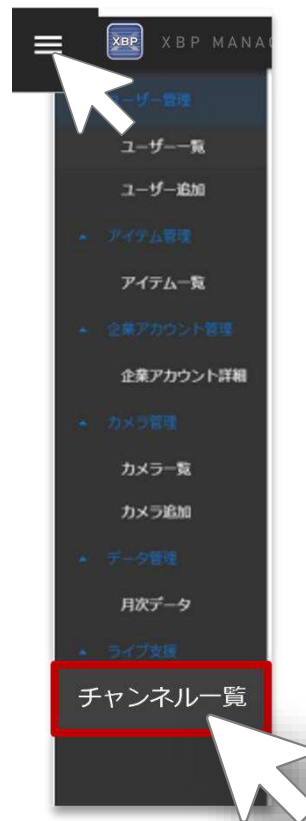 XBP XBP MANA
ユーザー管理
ユーザー一覧
ユーザー追加
アイテム管理
アイテム一覧
企業アカウント管理
企業アカウント詳細
カメラ管理
カメラ一覧
カメラ追加
データ管理
月次データ
ライブ支援
チャンネル一覧